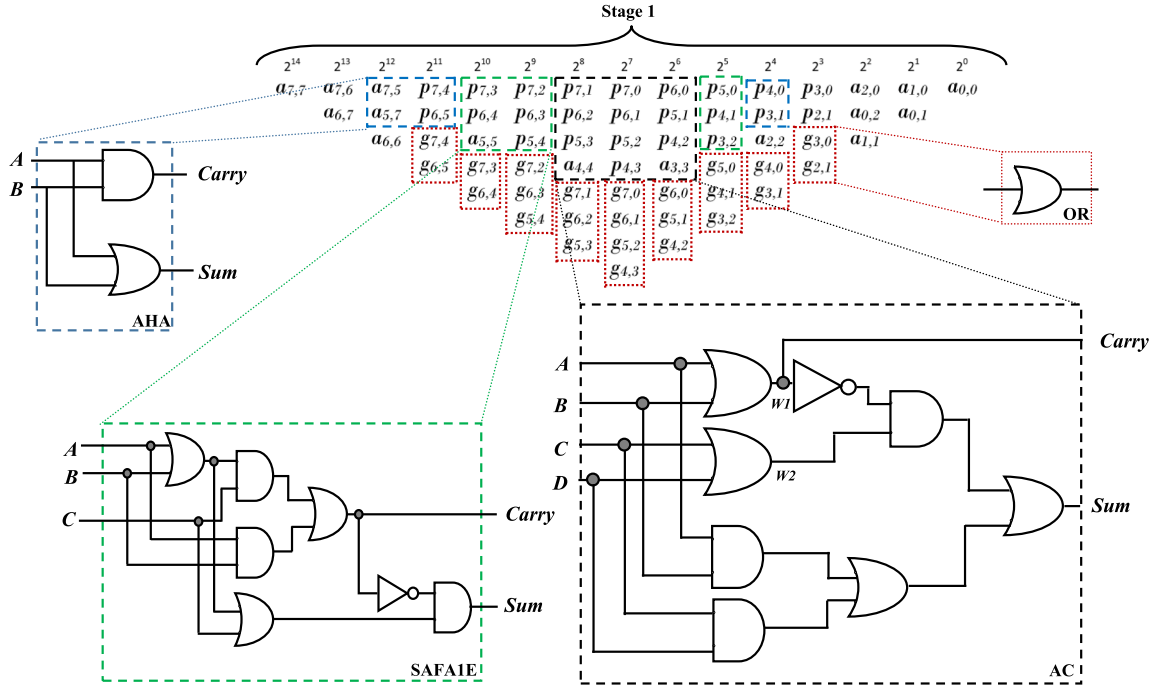 Stage 1
2^14 2^13 2^12 2^11 2^10 2^9 2^8 2^7 2^6 2^5 2^4 2^3 2^2 2^1 2^0
a7,7 a7,6 a7,5 p7,4 p7,3 p7,2 p7,1 p7,0 p6,0 p5,0 p4,0 p3,0 a2,0 a1,0 a0,0
a6,7 a5,7 p6,5 p6,4 p6,3 p6,2 p6,1 p5,1 p4,1 p3,1 p2,1 a0,2 a0,1
a6,6 g7,4 a5,5 p5,4 p5,3 p5,2 p4,2 p3,2 a2,2 g3,0 a1,1
g6,5 g7,3 g7,2 a4,4 p4,3 a3,3 g5,0 g4,0 g2,1
g6,4 g6,3 g7,1 g7,0 g6,0 g4,1 g3,1
g5,4 g6,2 g6,1 g5,1 g3,2
g5,3 g5,2 g4,2
g4,3
A
B
Carry
Sum
AHA
OR
A
B
C
Carry
Sum
SAFA1E
A
B
C
D
W1
W2
Carry
Sum
AC